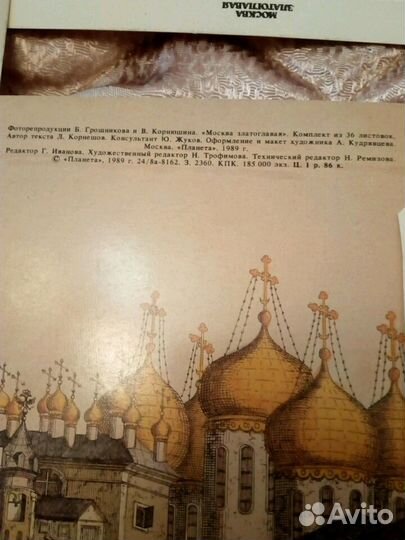 МОСКВА
ЗЛАТОГЛАВАЯ
Фоторепродукции Б. Грошникова и В. Корнюшина. «Москва златоглавая». Комплект из 36 листовок.
Автор текста Л. Корнешов. Консультант Ю. Жуков. Оформление и макет художника А. Кудрявцева.
Москва. «Планета». 1989 г.
Редактор Г. Иванова. Художественный редактор Н. Трофимова. Технический редактор Н. Ремизова.
© «Планета», 1989 г. 24/8а-8162. З. 2360. КПК. 185 000 экз. Ц. 1 р. 86 к.
Avito